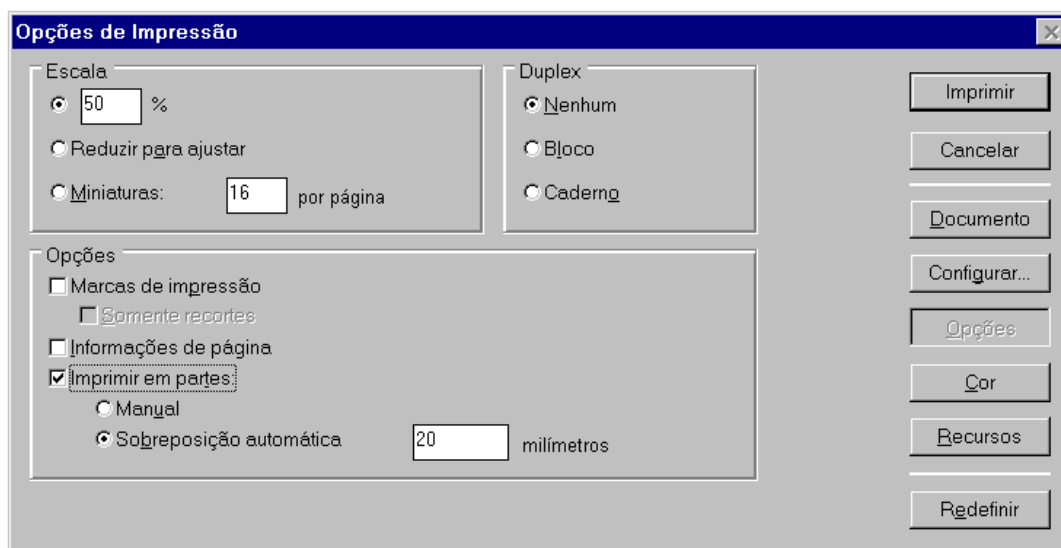 Opções de Impressão
Escala
50 %
Reduzir para ajustar
Miniaturas: 16 por página
Duplex
Nenhum
Bloco
Caderno
Opções
Marcas de impressão
Somente recortes
Informações de página
Imprimir em partes:
Manual
Sobreposição automática 20 milímetros
Imprimir
Cancelar
Documento
Configurar...
Opções
Cor
Recursos
Redefinir